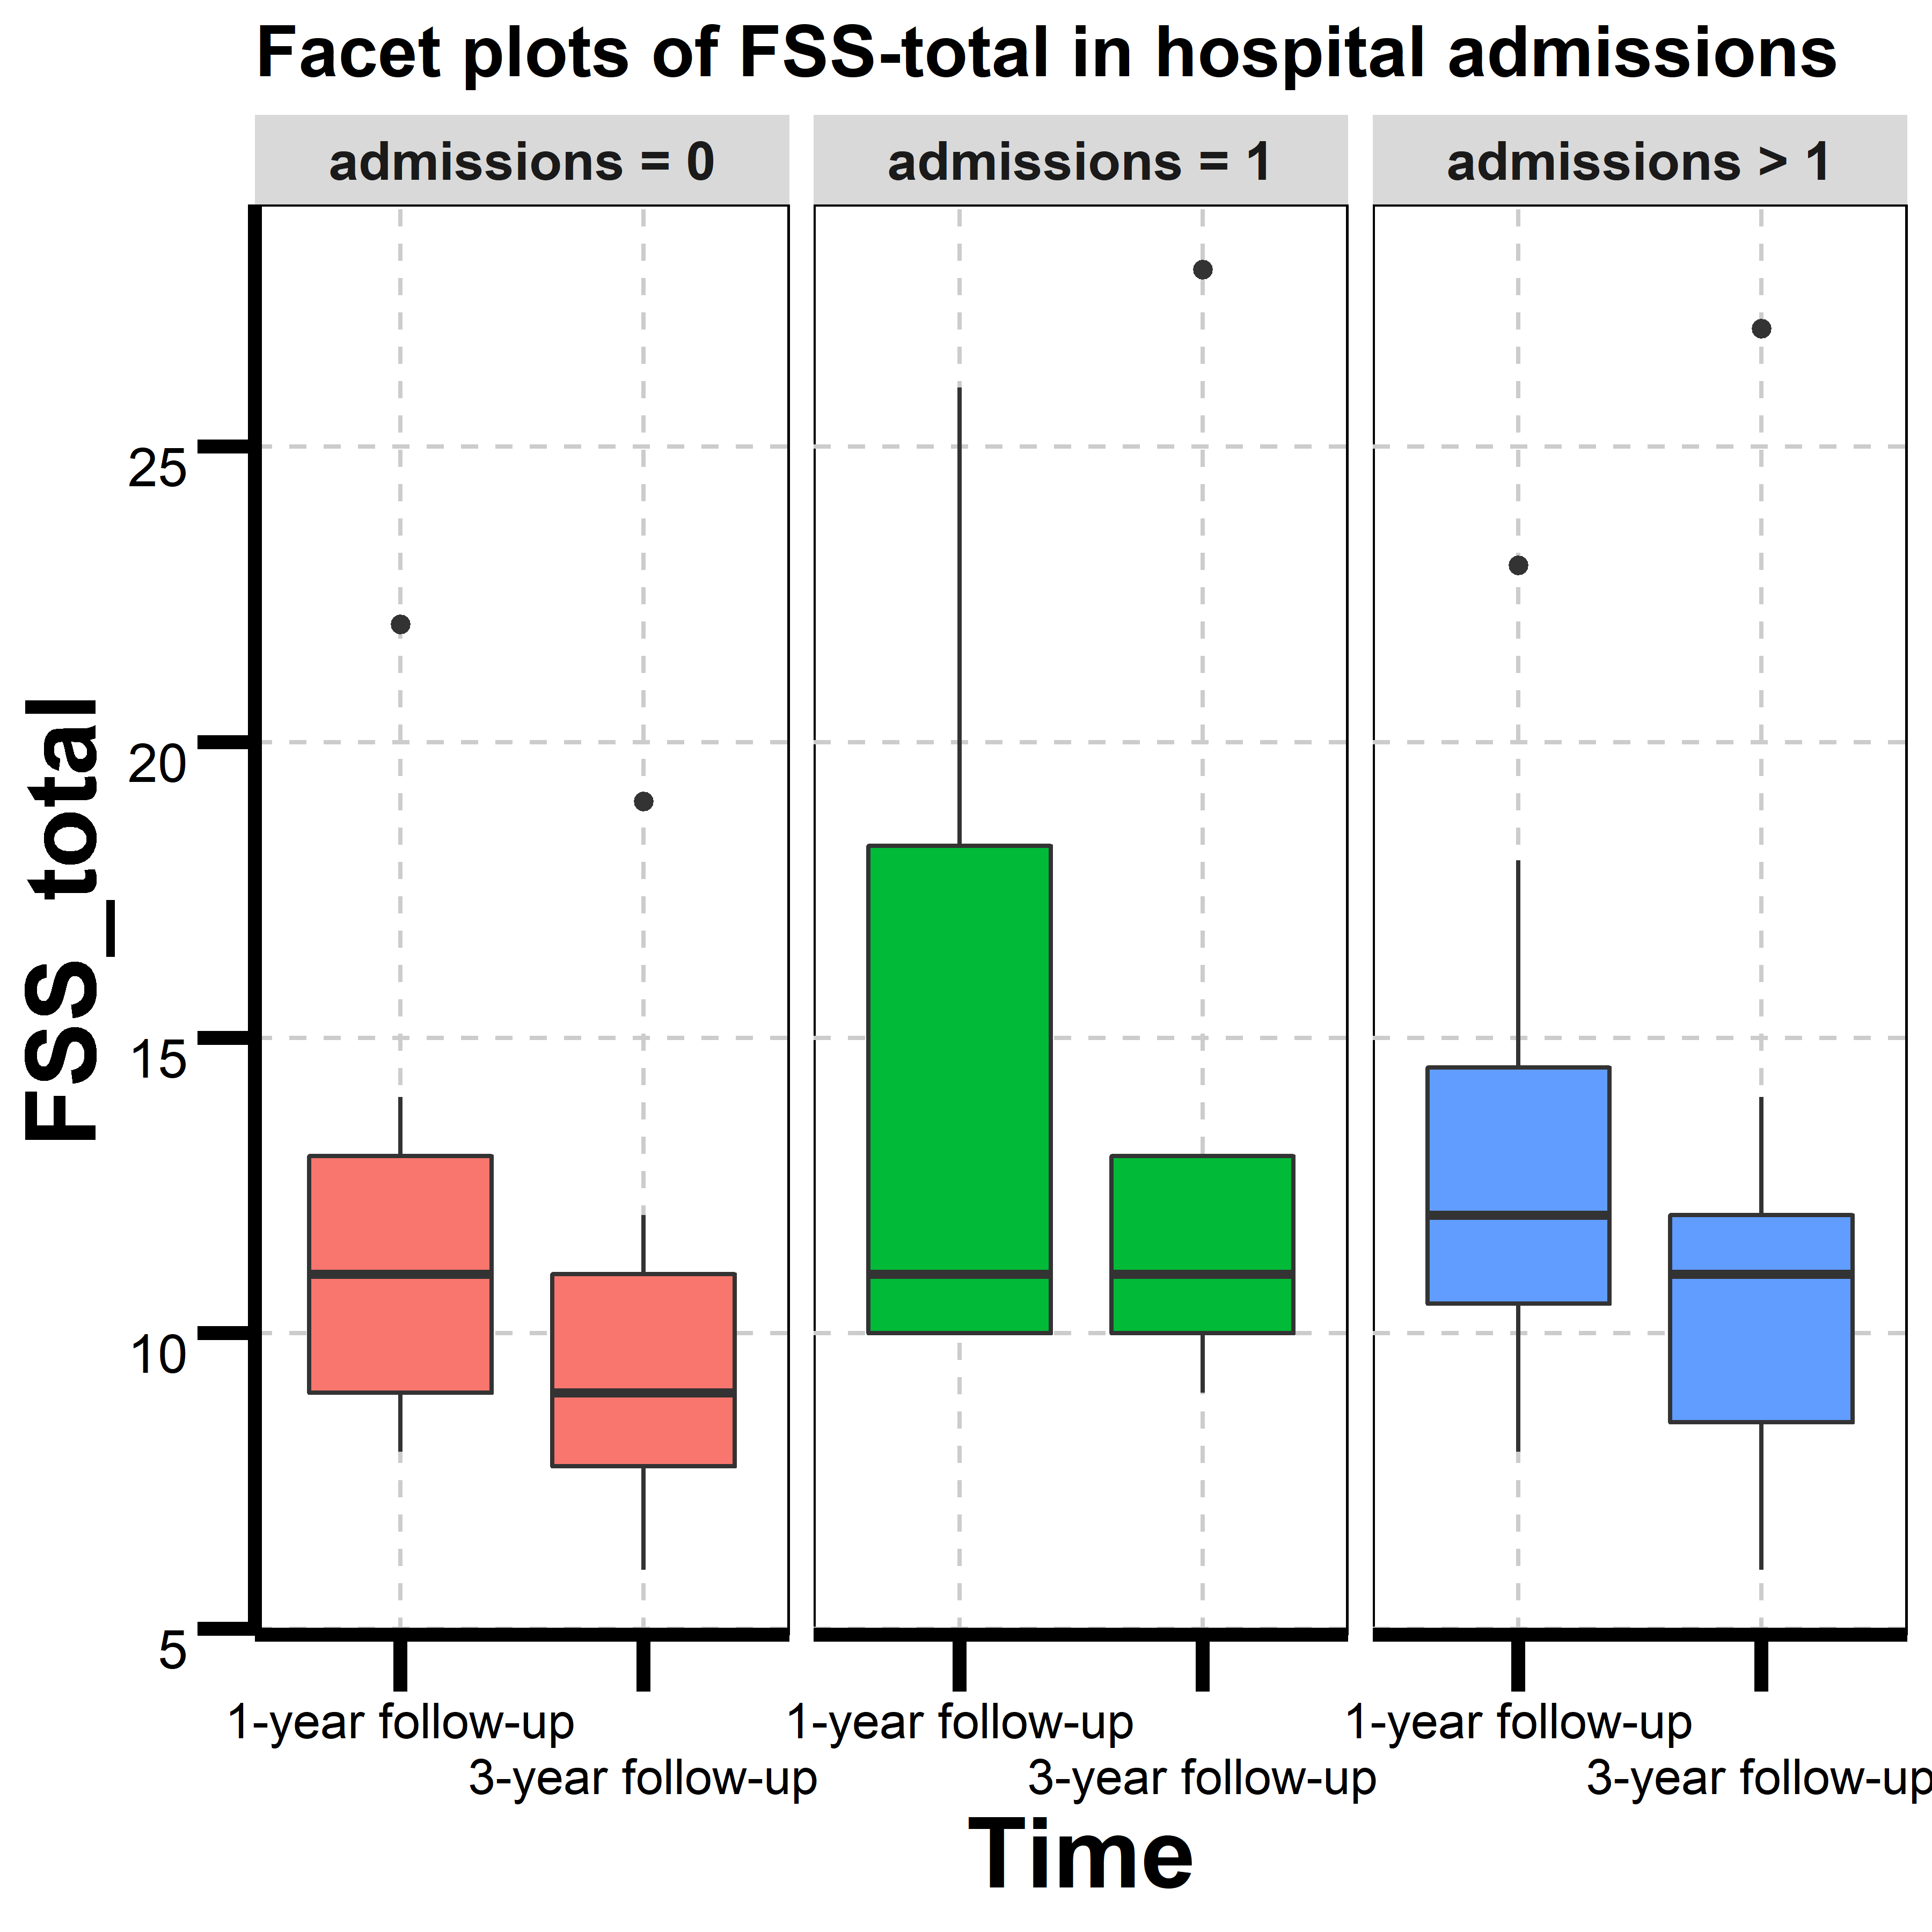 Facet plots of FSS-total in hospital admissions
admissions = 0 admissions = 1 admissions > 1
FSS_total
25
20
15
10
5
1-year follow-up 1-year follow-up 1-year follow-up
3-year follow-up 3-year follow-up 3-year follow-up
Time